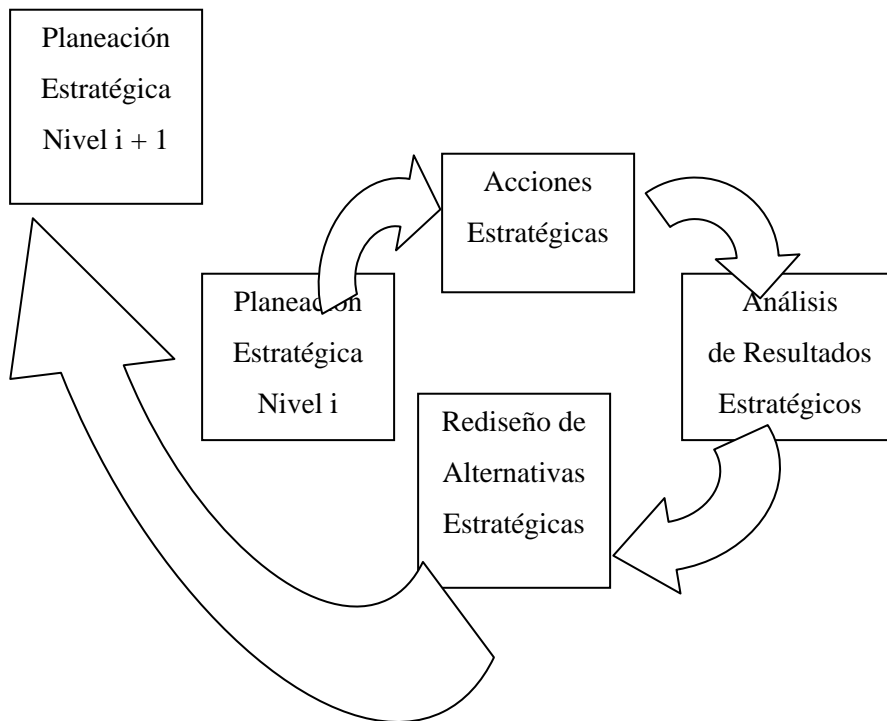 Planeación
Estratégica
Nivel i + 1
Acciones
Estratégicas
Planeación
Estratégica
Nivel i
Análisis
de Resultados
Estratégicos
Rediseño de
Alternativas
Estratégicas